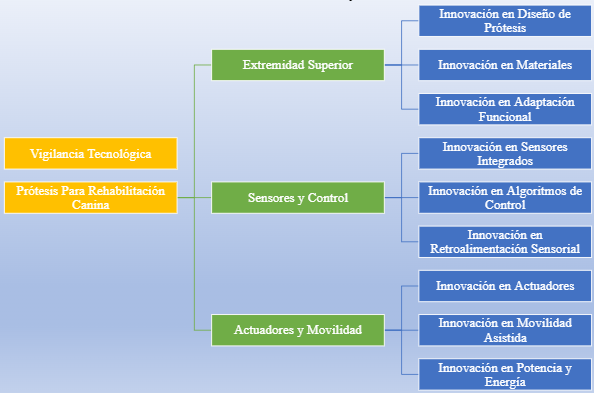 Vigilancia Tecnológica
Prótesis Para Rehabilitación
Canina
Extremidad Superior
Innovación en Diseño de
Prótesis
Innovación en Materiales
Innovación en Adaptación
Funcional
Sensores y Control
Innovación en Sensores
Integrados
Innovación en Algoritmos de
Control
Innovación en
Retroalimentación Sensorial
Actuadores y Movilidad
Innovación en Actuadores
Innovación en Movilidad
Asistida
Innovación en Potencia y
Energía